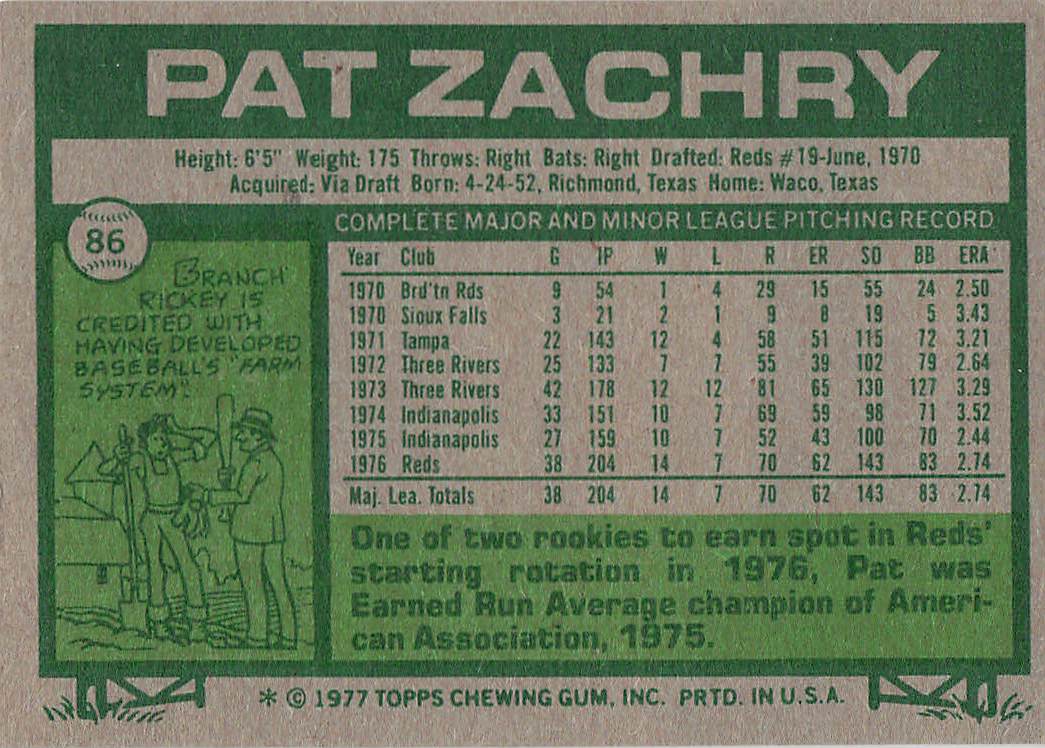 PAT ZACHRY
Height: 6'5" Weight: 175 Throws: Right Bats: Right Drafted: Reds #19-June, 1970
Acquired: Via Draft Born: 4-24-52, Richmond, Texas Home: Waco, Texas
86
BRANCH
RICKEY IS
CREDITED WITH
HAVING DEVELOPED
BASEBALL'S "FARM
SYSTEM".
COMPLETE MAJOR AND MINOR LEAGUE PITCHING RECORD
Year Club G IP W L R ER SO BB ERA
1970 Brd'tn Rds 9 54 1 4 29 15 55 24 2.50
1970 Sioux Falls 3 21 2 1 9 8 19 5 3.43
1971 Tampa 22 143 12 4 58 51 115 72 3.21
1972 Three Rivers 25 133 7 7 55 39 102 79 2.64
1973 Three Rivers 42 178 12 12 81 65 130 127 3.29
1974 Indianapolis 33 151 10 7 69 59 98 71 3.52
1975 Indianapolis 27 159 10 7 52 43 100 70 2.44
1976 Reds 38 204 14 7 70 62 143 83 2.74
Maj. Lea. Totals 38 204 14 7 70 62 143 83 2.74
One of two rookies to earn spot in Reds'
starting rotation in 1976, Pat was
Earned Run Average champion of Ameri-
can Association, 1975.
* © 1977 TOPPS CHEWING GUM, INC. PRTD. IN U.S.A.